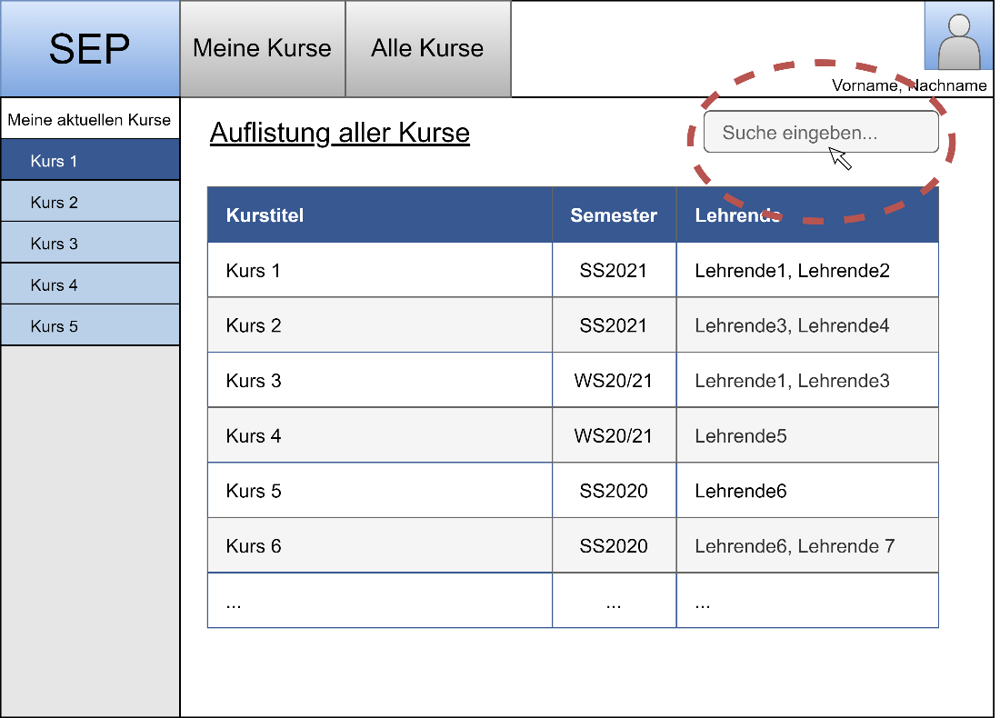 SEP
Meine Kurse
Alle Kurse
Vorname, Nachname
Meine aktuellen Kurse
Kurs 1
Kurs 2
Kurs 3
Kurs 4
Kurs 5
Auflistung aller Kurse
Suche eingeben...
Kurstitel Semester Lehrende
Kurs 1 SS2021 Lehrende1, Lehrende2
Kurs 2 SS2021 Lehrende3, Lehrende4
Kurs 3 WS20/21 Lehrende1, Lehrende3
Kurs 4 WS20/21 Lehrende5
Kurs 5 SS2020 Lehrende6
Kurs 6 SS2020 Lehrende6, Lehrende 7
... ... ...